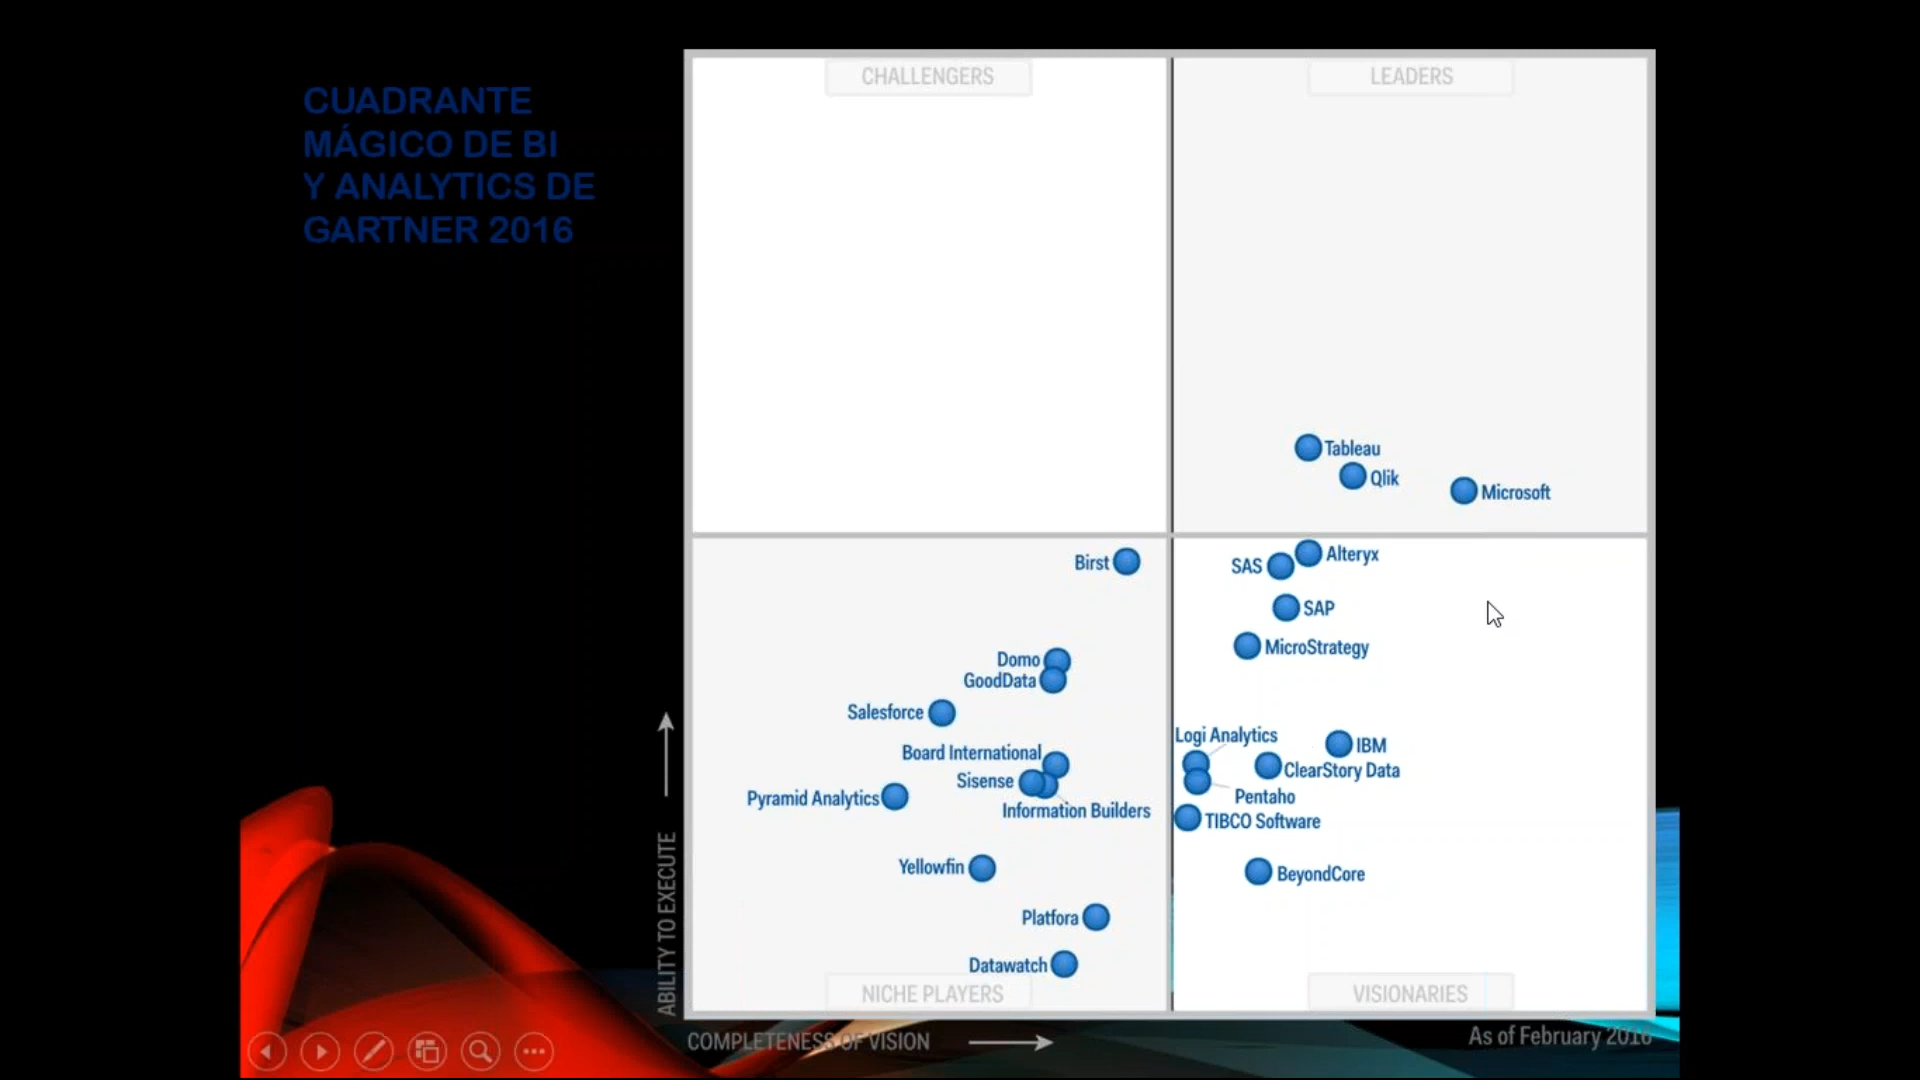 CUADRANTE
MÁGICO DE BI
Y ANALYTICS DE
GARTNER 2016
CHALLENGERS
LEADERS
Tableau
Qlik
Microsoft
Birst
Alteryx
SAS
SAP
MicroStrategy
Domo
GoodData
Salesforce
Logi Analytics
IBM
Board International
ClearStory Data
Sisense
Pyramid Analytics
Pentaho
Information Builders
TIBCO Software
Yellowfin
BeyondCore
Platfora
Datawatch
NICHE PLAYERS
VISIONARIES
ABILITY TO EXECUTE
COMPLETENESS OF VISION
As of February 2016